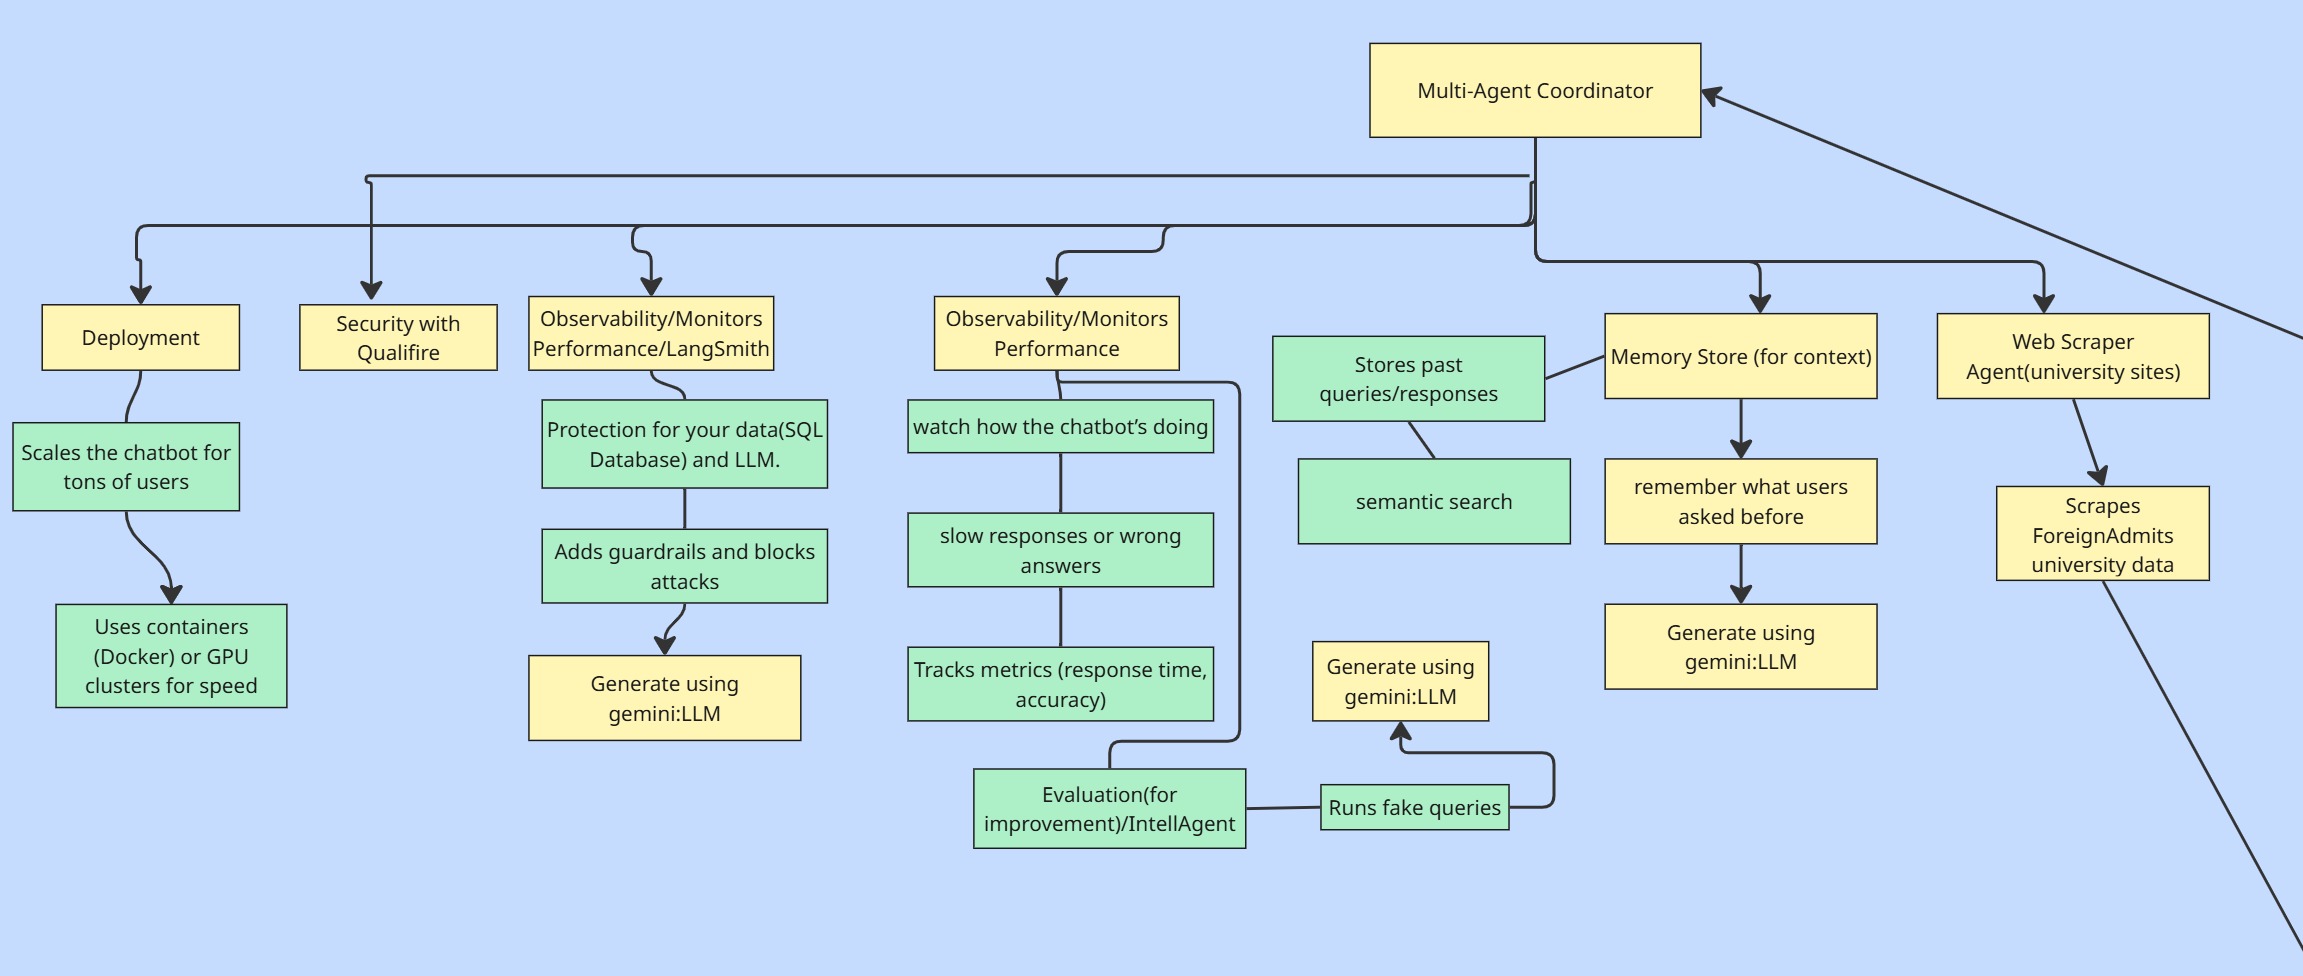 Multi-Agent Coordinator
Deployment
Scales the chatbot for
tons of users
Uses containers
(Docker) or GPU
clusters for speed
Security with
Qualifire
Observability/Monitors
Performance/LangSmith
Protection for your data(SQL
Database) and LLM.
Adds guardrails and blocks
attacks
Generate using
gemini:LLM
Observability/Monitors
Performance
watch how the chatbot’s doing
slow responses or wrong
answers
Tracks metrics (response time,
accuracy)
Evaluation(for
improvement)/IntellAgent
Runs fake queries
Generate using
gemini:LLM
Stores past
queries/responses
semantic search
Memory Store (for context)
remember what users
asked before
Generate using
gemini:LLM
Web Scraper
Agent(university sites)
Scrapes
ForeignAdmits
university data